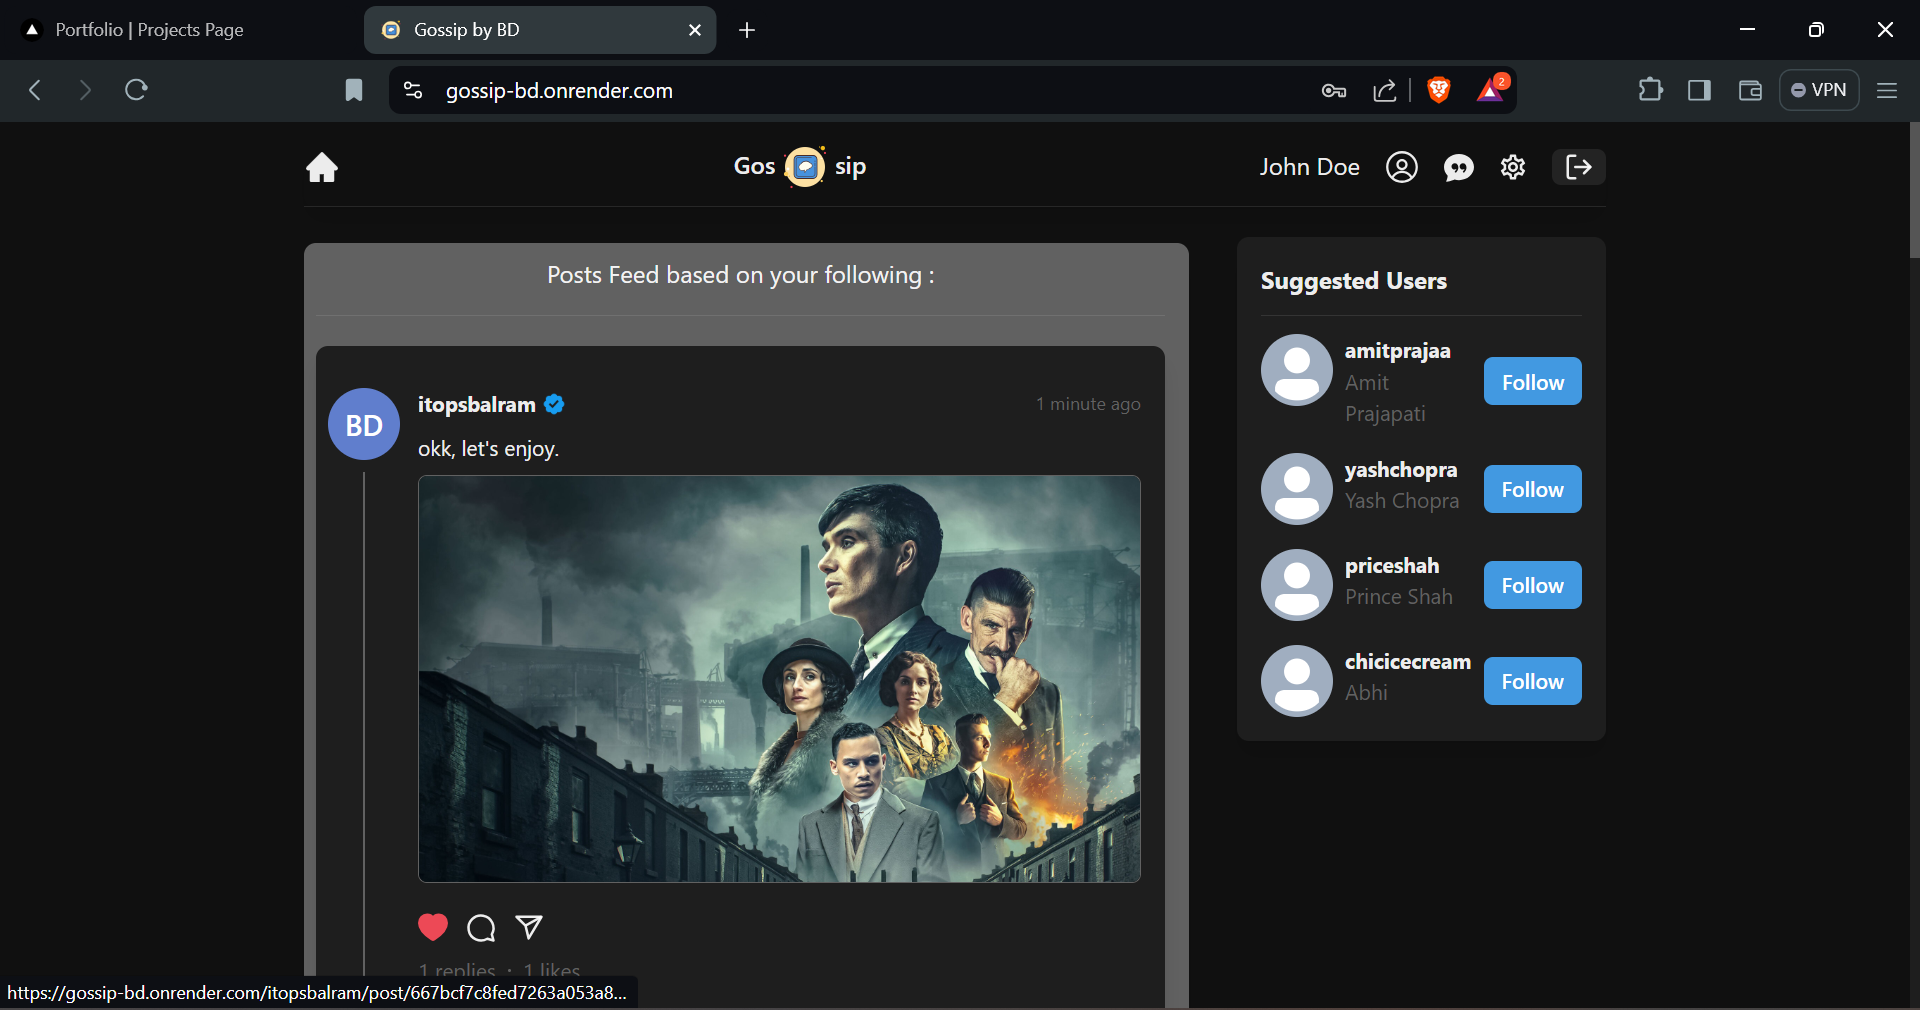 Portfolio | Projects Page
Gossip by BD
gossip-bd.onrender.com
2
VPN
Gos sip
John Doe
Posts Feed based on your following :
BD
itopsbalram
1 minute ago
okk, let's enjoy.
1 replies · 1 likes
Suggested Users
amitprajaa
Amit
Prajapati
Follow
yashchopra
Yash Chopra
Follow
priceshah
Prince Shah
Follow
chicicecream
Abhi
Follow
https://gossip-bd.onrender.com/itopsbalram/post/667bcf7c8fed7263a053a8...